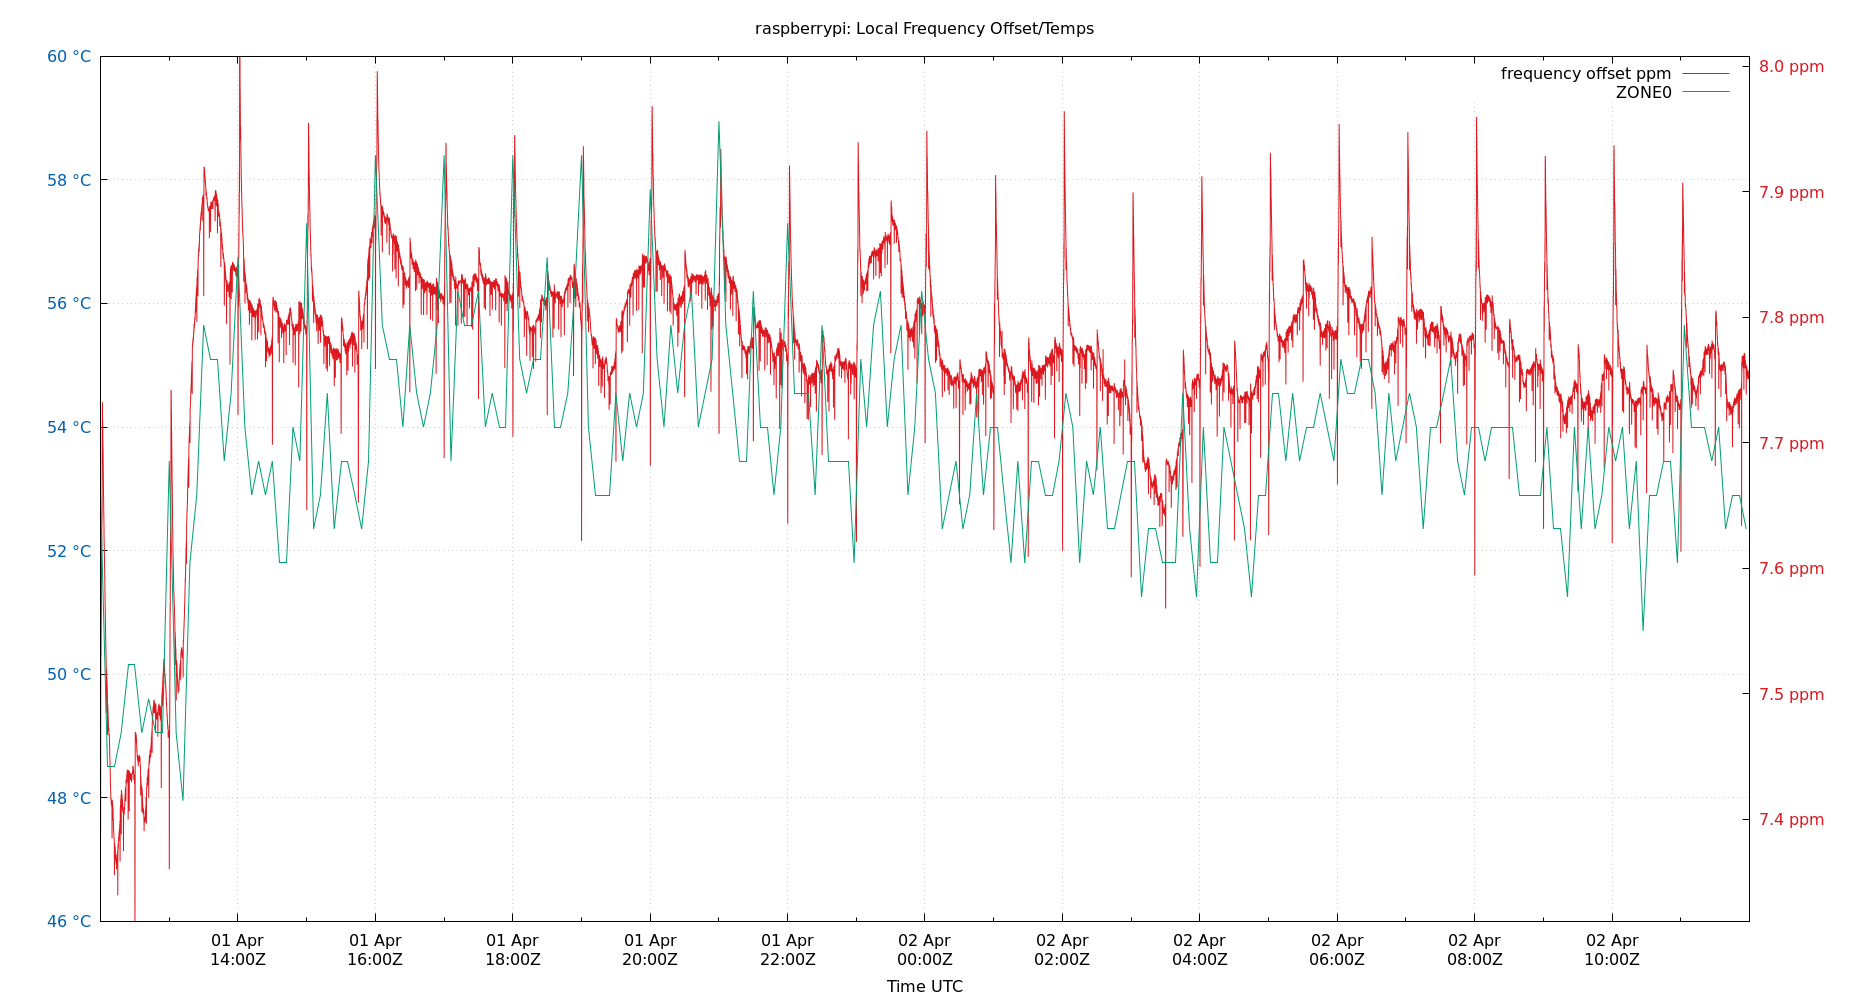 raspberrypi: Local Frequency Offset/Temps
60 °C
58 °C
56 °C
54 °C
52 °C
50 °C
48 °C
46 °C
8.0 ppm
7.9 ppm
7.8 ppm
7.7 ppm
7.6 ppm
7.5 ppm
7.4 ppm
frequency offset ppm
ZONE0
01 Apr
14:00Z
01 Apr
16:00Z
01 Apr
18:00Z
01 Apr
20:00Z
01 Apr
22:00Z
02 Apr
00:00Z
02 Apr
02:00Z
02 Apr
04:00Z
02 Apr
06:00Z
02 Apr
08:00Z
02 Apr
10:00Z
Time UTC